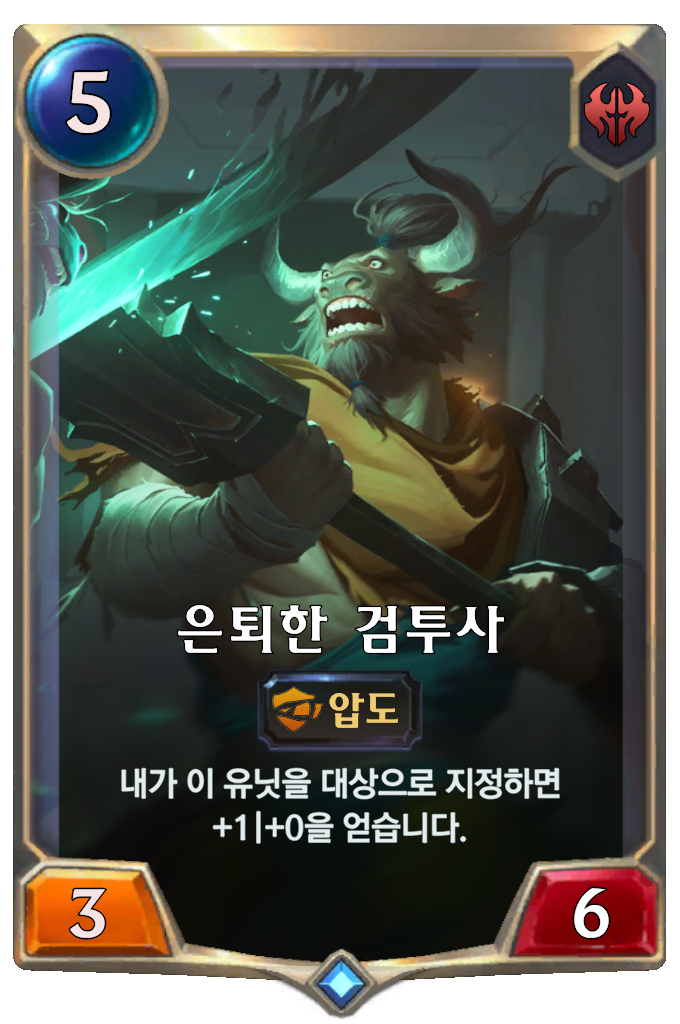 5
은퇴한 검투사
압도
내가 이 유닛을 대상으로 지정하면
+1|+0을 얻습니다.
3
6